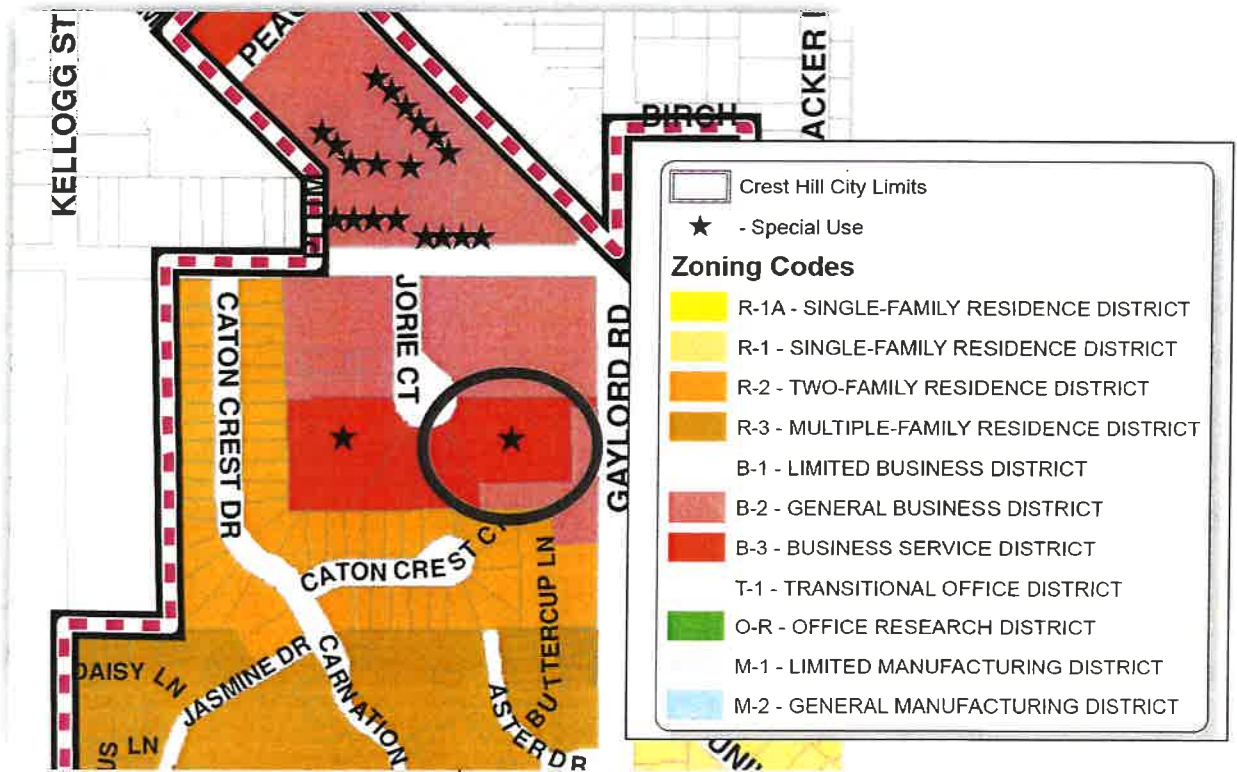 KELLOGG ST
PEAC
ACKER
BIRCH
Crest Hill City Limits
- Special Use
Zoning Codes
R-1A - SINGLE-FAMILY RESIDENCE DISTRICT
R-1 - SINGLE-FAMILY RESIDENCE DISTRICT
R-2 - TWO-FAMILY RESIDENCE DISTRICT
R-3 - MULTIPLE-FAMILY RESIDENCE DISTRICT
B-1 - LIMITED BUSINESS DISTRICT
B-2 - GENERAL BUSINESS DISTRICT
B-3 - BUSINESS SERVICE DISTRICT
T-1 - TRANSITIONAL OFFICE DISTRICT
O-R - OFFICE RESEARCH DISTRICT
M-1 - LIMITED MANUFACTURING DISTRICT
M-2 - GENERAL MANUFACTURING DISTRICT
JORIE CT
CATON CREST DR
GAYLORD RD
CATON CREST CT
BUTTERCUP LN
DAISY LN
JASMINE DR
CARNATION
ASTER DR
US LN
UNI